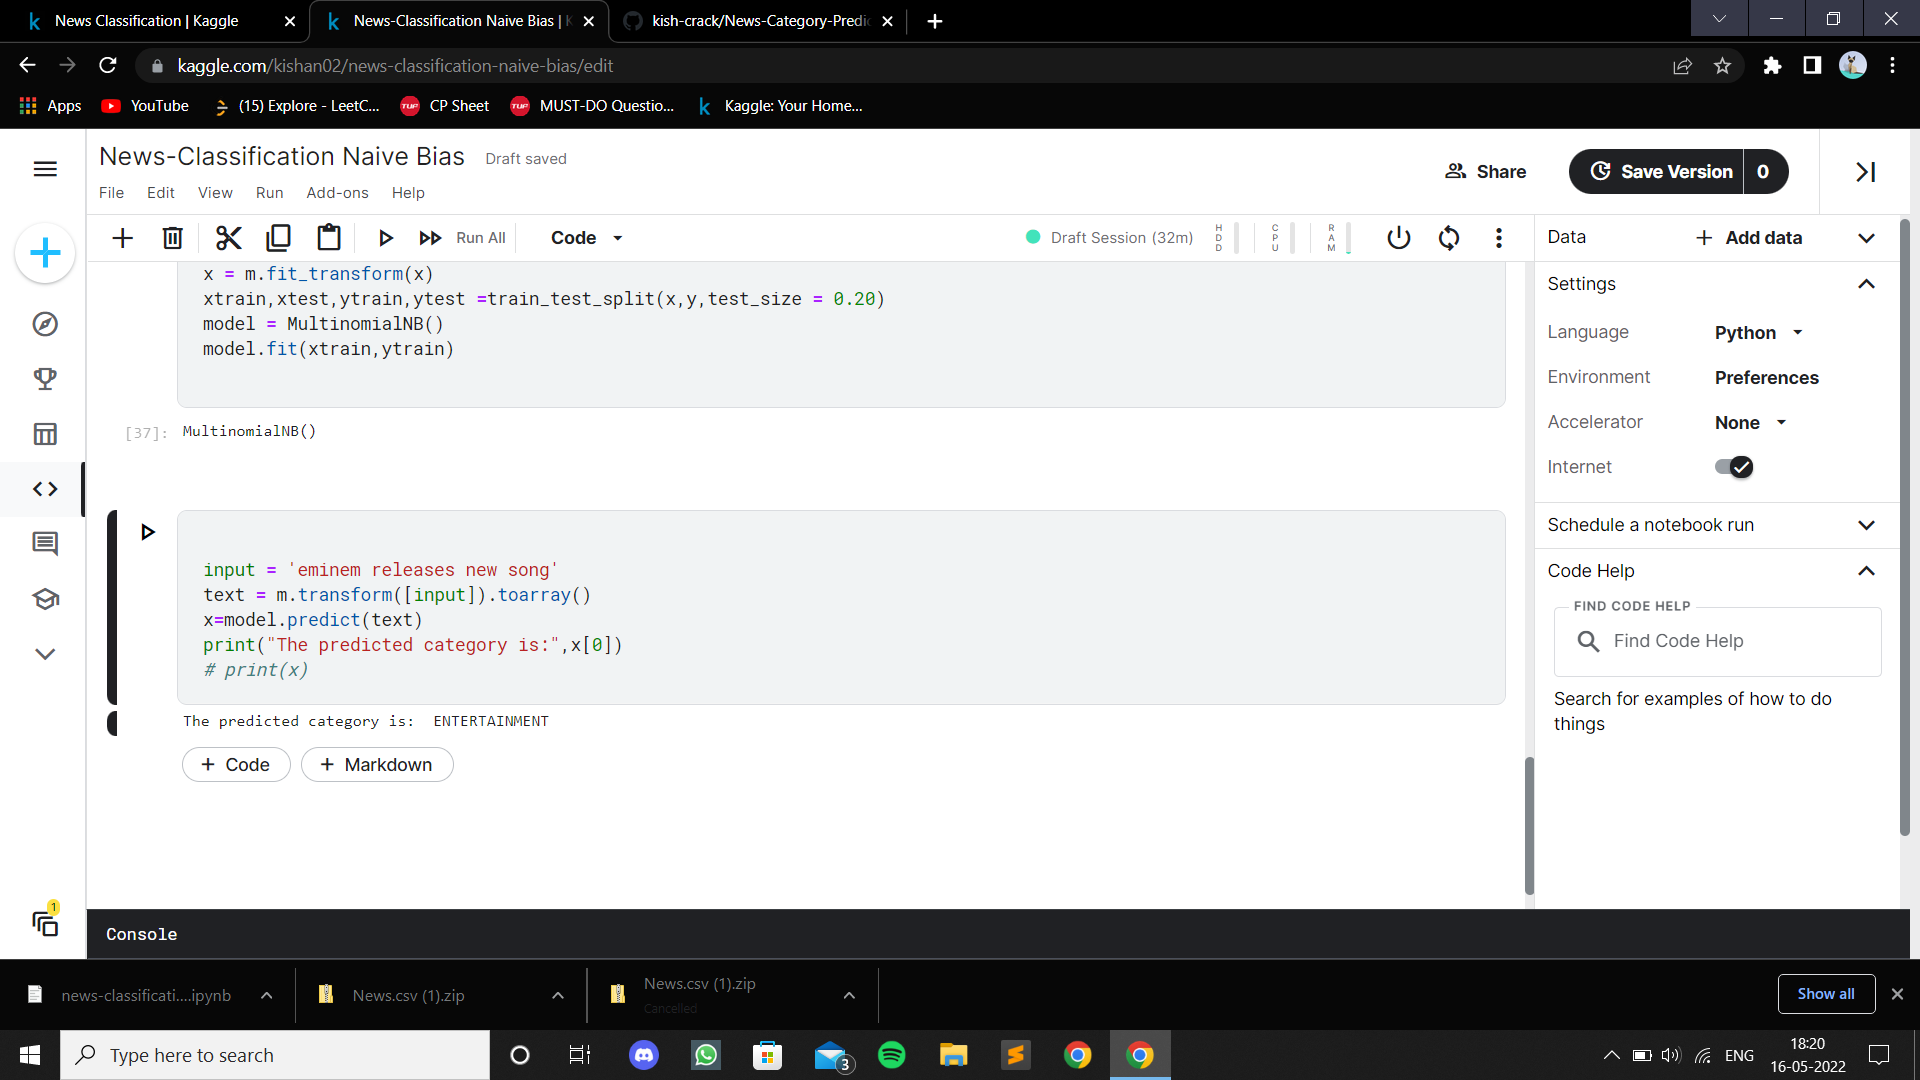 News Classification | Kaggle
News-Classification Naive Bias | K
kish-crack/News-Category-Predic
kaggle.com/kishan02/news-classification-naive-bias/edit
Apps
YouTube
(15) Explore - LeetC...
CP Sheet
MUST-DO Questio...
Kaggle: Your Home...
News-Classification Naive Bias
Draft saved
File Edit View Run Add-ons Help
Share
Save Version 0
Run All
Code
Draft Session (32m)
HDD
CPU
RAM
x = m.fit_transform(x)
xtrain,xtest,ytrain,ytest =train_test_split(x,y,test_size = 0.20)
model = MultinomialNB()
model.fit(xtrain,ytrain)
[37]: MultinomialNB()
input = 'eminem releases new song'
text = m.transform([input]).toarray()
x=model.predict(text)
print("The predicted category is:",x[0])
# print(x)
The predicted category is:  ENTERTAINMENT
+ Code
+ Markdown
Data
+ Add data
Settings
Language Python
Environment Preferences
Accelerator None
Internet
Schedule a notebook run
Code Help
FIND CODE HELP
Find Code Help
Search for examples of how to do
things
1
Console
news-classificati....ipynb
News.csv (1).zip
News.csv (1).zip
Cancelled
Show all
Type here to search
3
ENG
18:20
16-05-2022